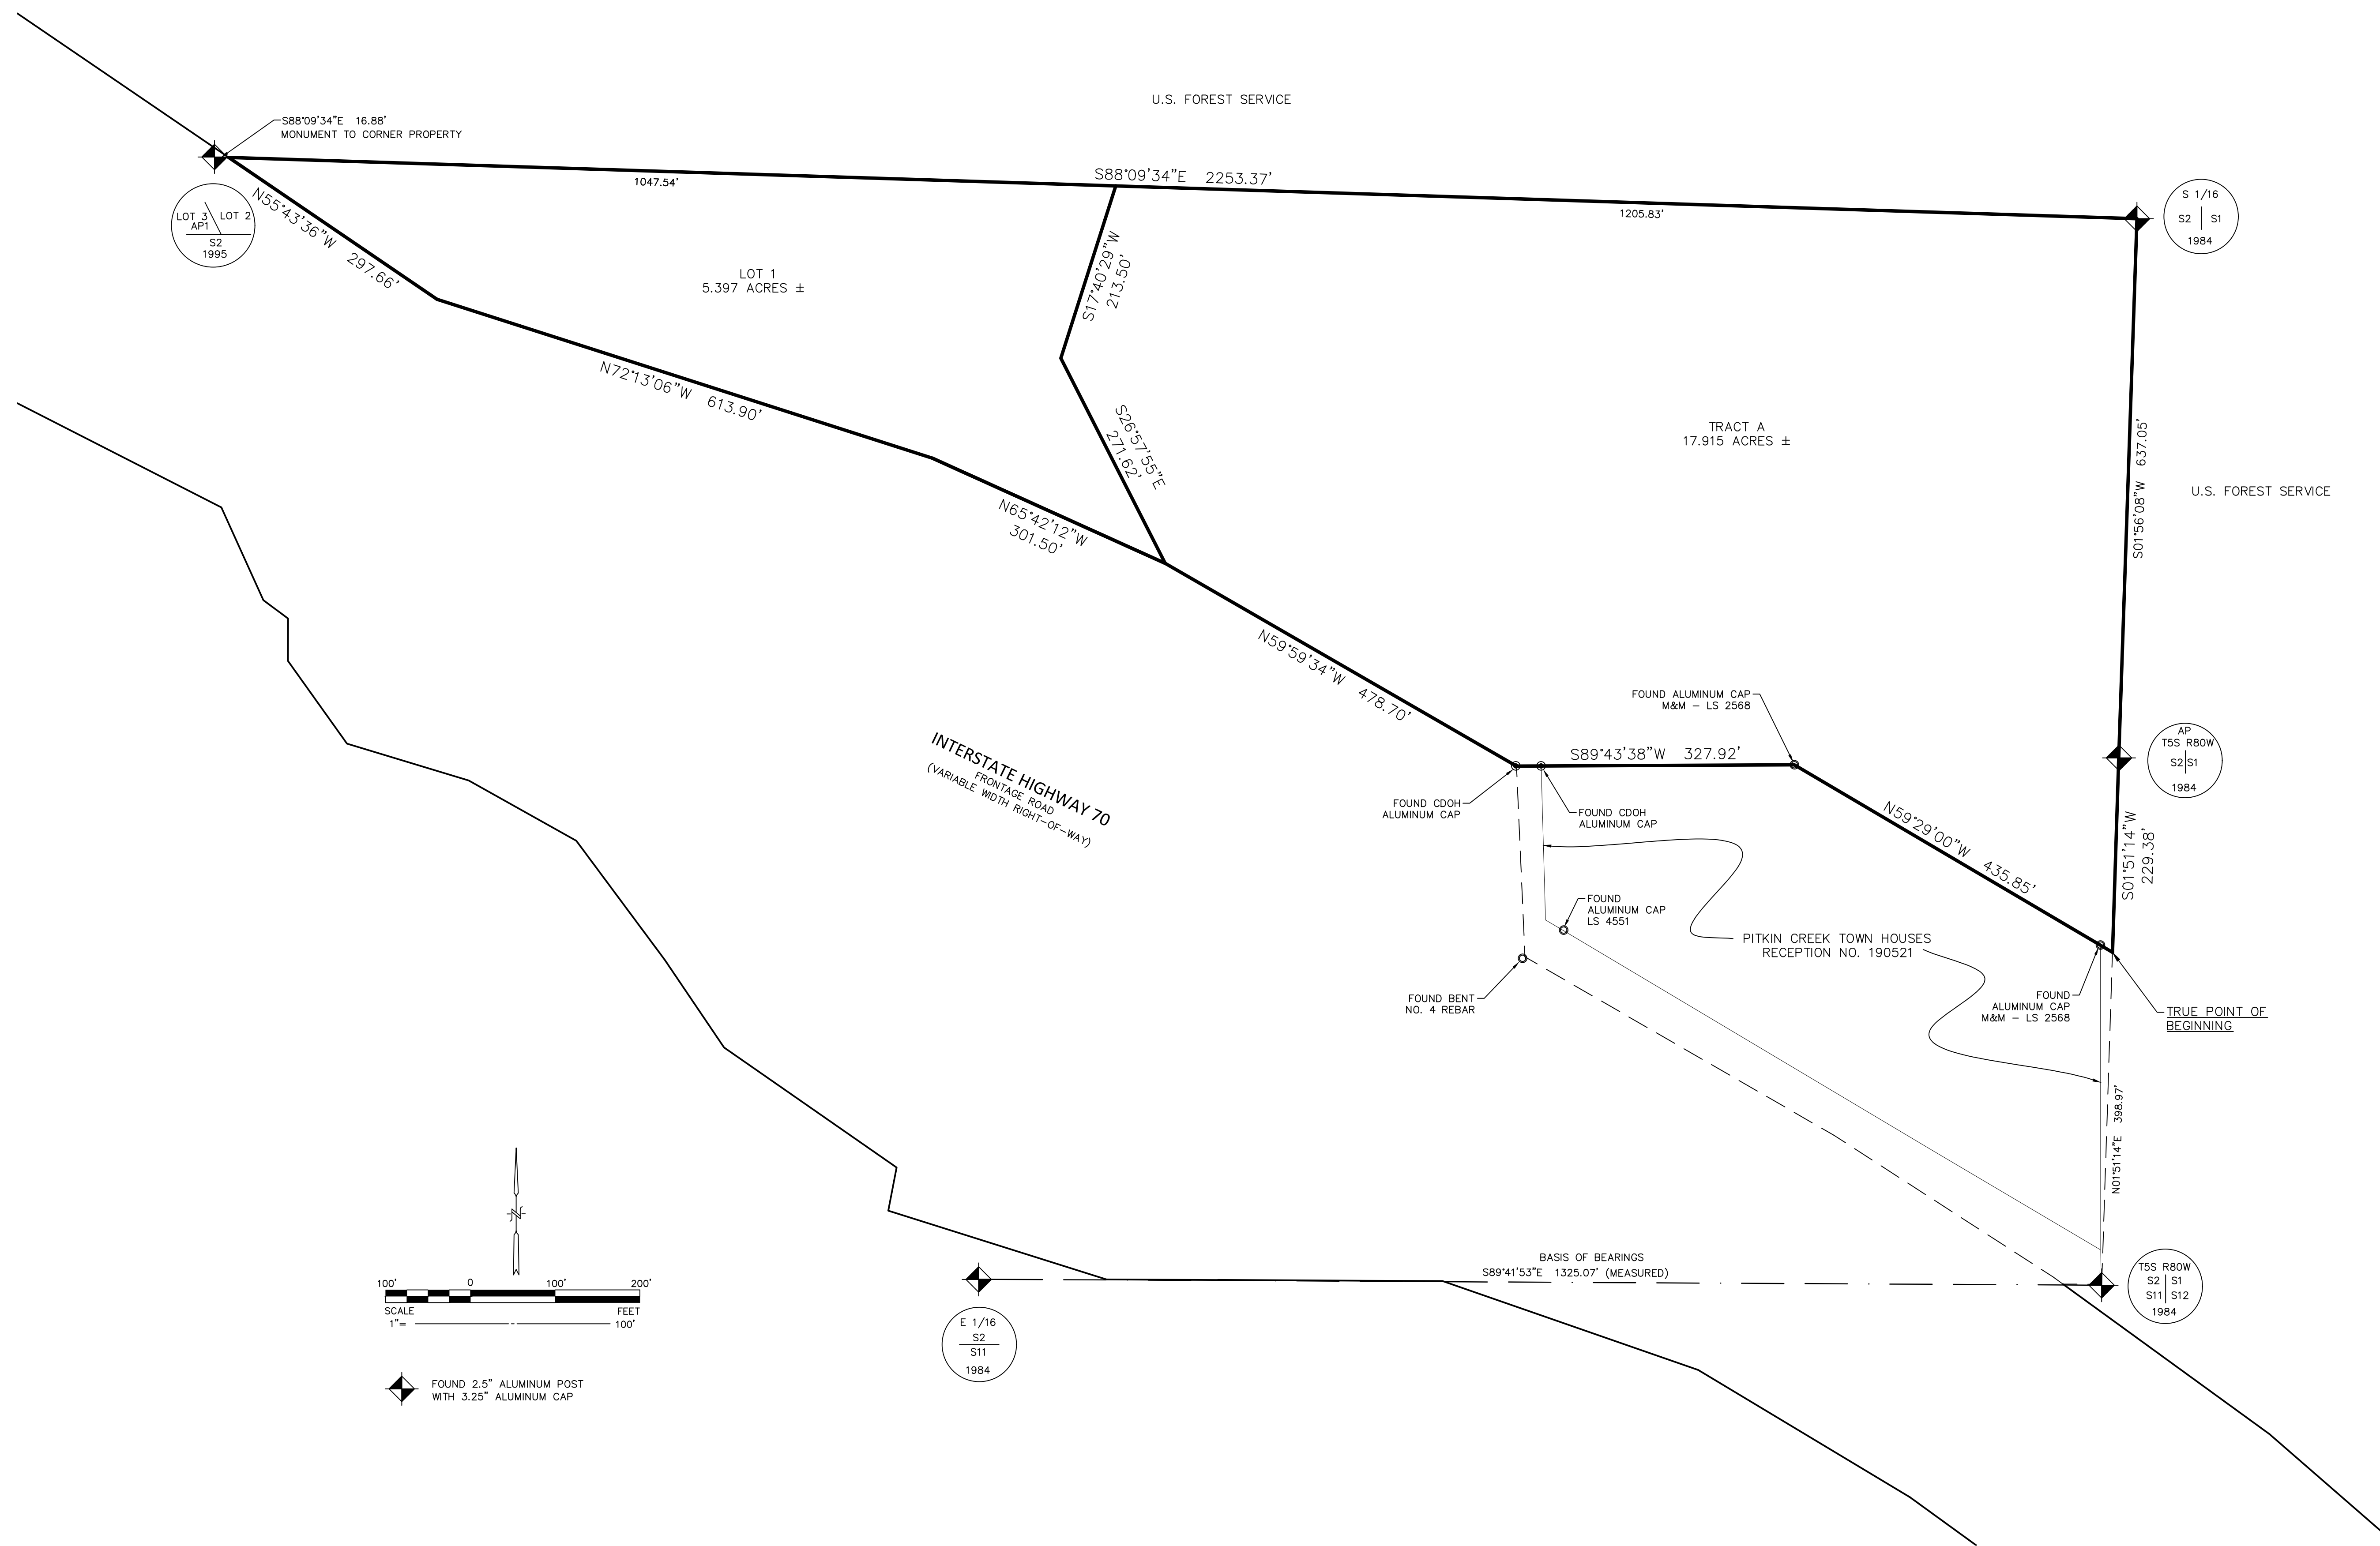 U.S. FOREST SERVICE
S88°09'34"E 16.88'
MONUMENT TO CORNER PROPERTY
S88°09'34"E 2253.37'
1047.54'
1205.83'
LOT 3 LOT 2
AP1
S2
1995
S 1/16
S2 S1
1984
N55°43'36"W 297.66'
LOT 1
5.397 ACRES ±
S17°40'29"W
213.50'
N72°13'06"W 613.90'
S26°57'55"E
271.62'
TRACT A
17.915 ACRES ±
S01°56'08"W 637.05'
U.S. FOREST SERVICE
N65°42'12"W
301.50'
N59°59'34"W 478.70'
FOUND ALUMINUM CAP
M&M - LS 2568
S89°43'38"W 327.92'
AP
T5S R80W
S2 S1
1984
INTERSTATE HIGHWAY 70
FRONTAGE ROAD
(VARIABLE WIDTH RIGHT-OF-WAY)
FOUND CDOH
ALUMINUM CAP
FOUND CDOH
ALUMINUM CAP
N59°29'00"W 435.85'
S01°51'14"W
229.38'
FOUND
ALUMINUM CAP
LS 4551
PITKIN CREEK TOWN HOUSES
RECEPTION NO. 190521
FOUND BENT
NO. 4 REBAR
FOUND
ALUMINUM CAP
M&M - LS 2568
TRUE POINT OF
BEGINNING
N01°51'14"E 398.97'
N
BASIS OF BEARINGS
S89°41'53"E 1325.07' (MEASURED)
T5S R80W
S2 S1
S11 S12
1984
100' 0 100' 200'
SCALE FEET
1"= 100'
E 1/16
S2
S11
1984
FOUND 2.5" ALUMINUM POST
WITH 3.25" ALUMINUM CAP